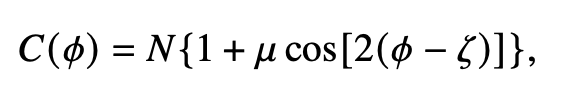 C(ϕ) = N{1 + μ cos[2(ϕ − ζ)]},